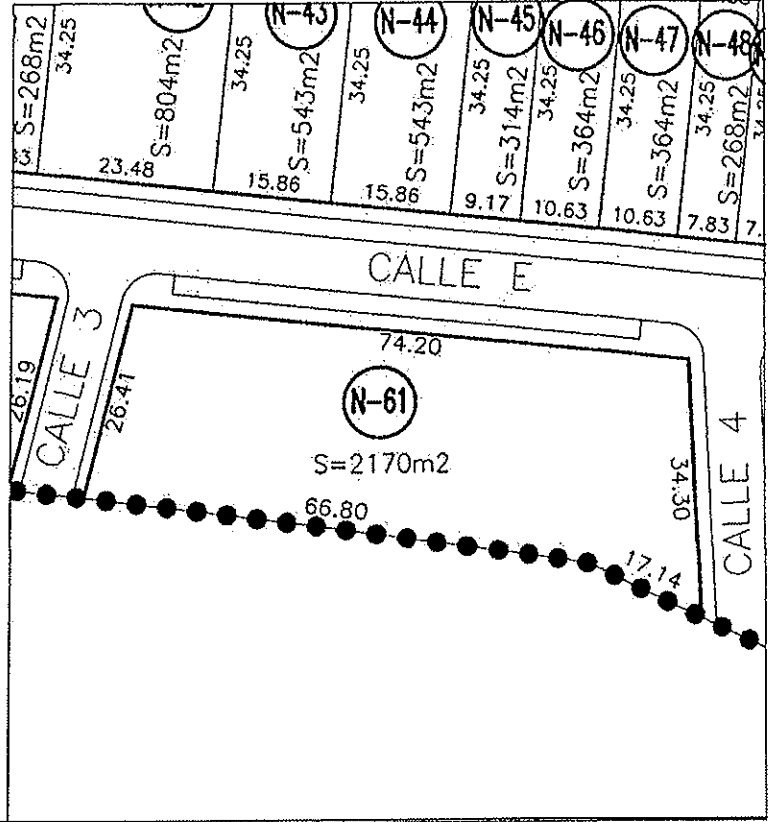 N-43
N-44
N-45
N-46
N-47
N-48
S=268m2
34.25
S=804m2
34.25
S=543m2
34.25
S=543m2
34.25
S=314m2
34.25
S=364m2
34.25
S=364m2
34.25
S=268m2
23.48
15.86
15.86
9.17
10.63
10.63
7.83
7.
CALLE E
CALLE 3
74.20
26.19
26.41
N-61
S=2170m2
34.30
CALLE 4
66.80
17.14